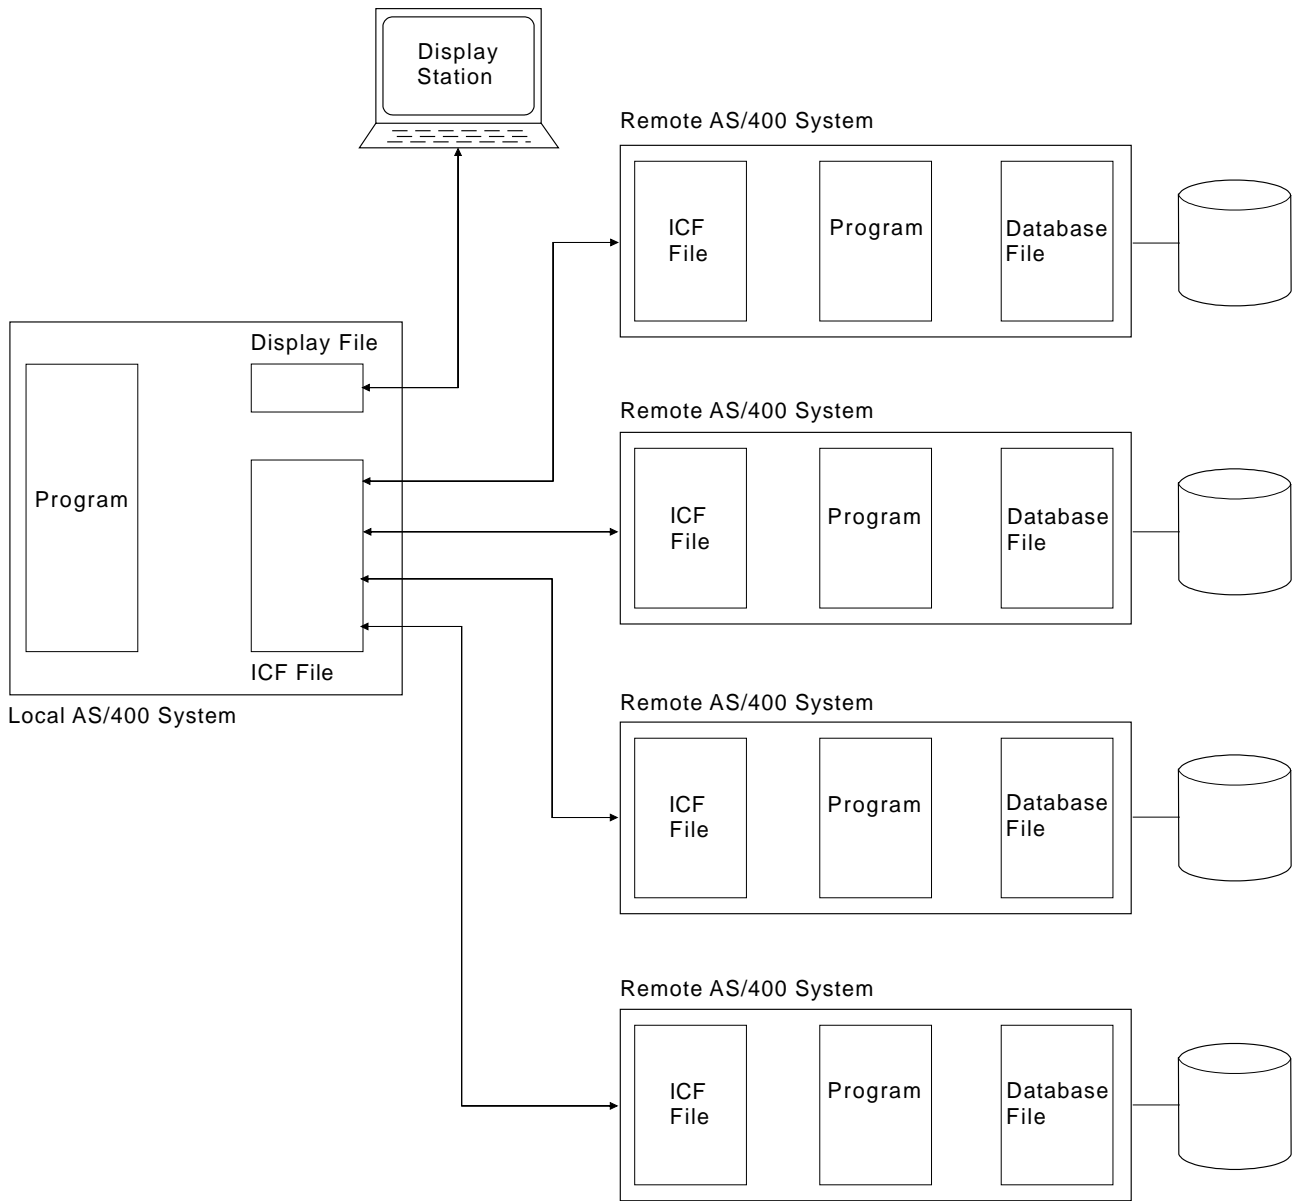 Display
Station
Remote AS/400 System
ICF
File
Program
Database
File
Display File
Program
ICF File
Local AS/400 System
Remote AS/400 System
ICF
File
Program
Database
File
Remote AS/400 System
ICF
File
Program
Database
File
Remote AS/400 System
ICF
File
Program
Database
File